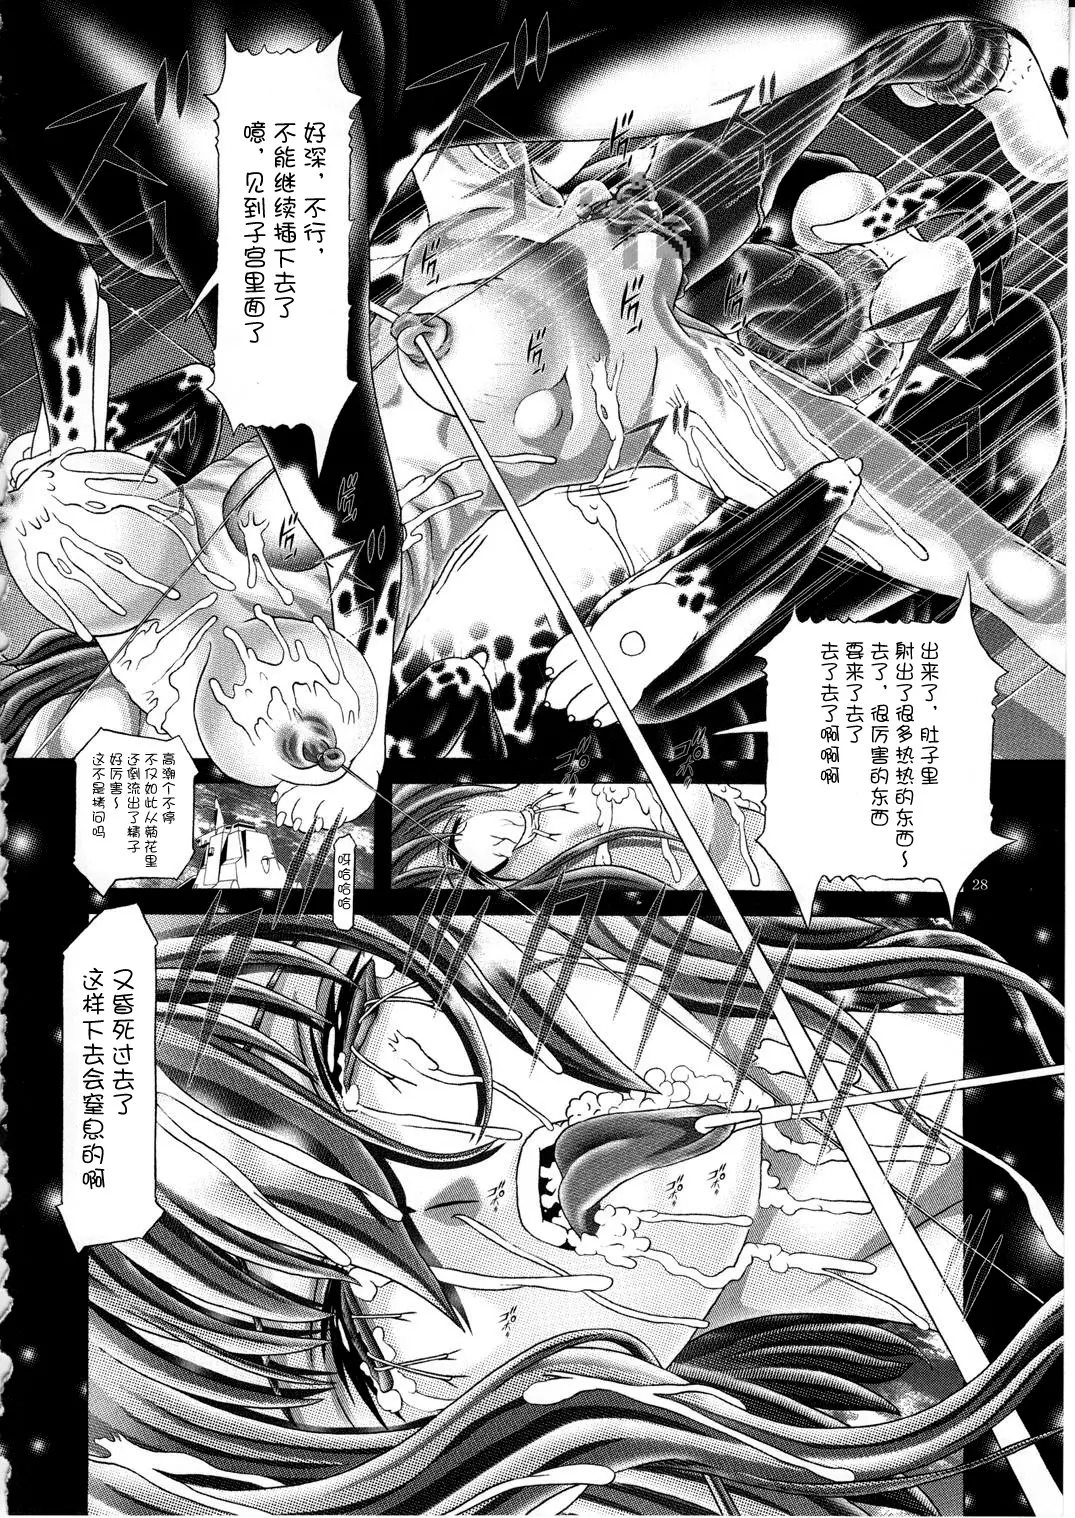 好深，不行，
不能继续插下去了
噫，见到子宫里面了
出来了，肚子里
射出了很多热热的东西～
去了，很厉害的东西
要来了去了
去了去了啊啊啊
呀哈哈哈
高潮个不停
不仅如此从菊花里
这倒流出了精子
好厉害～
这不是拷问吗
又昏死过去了
这样下去会窒息的啊
28